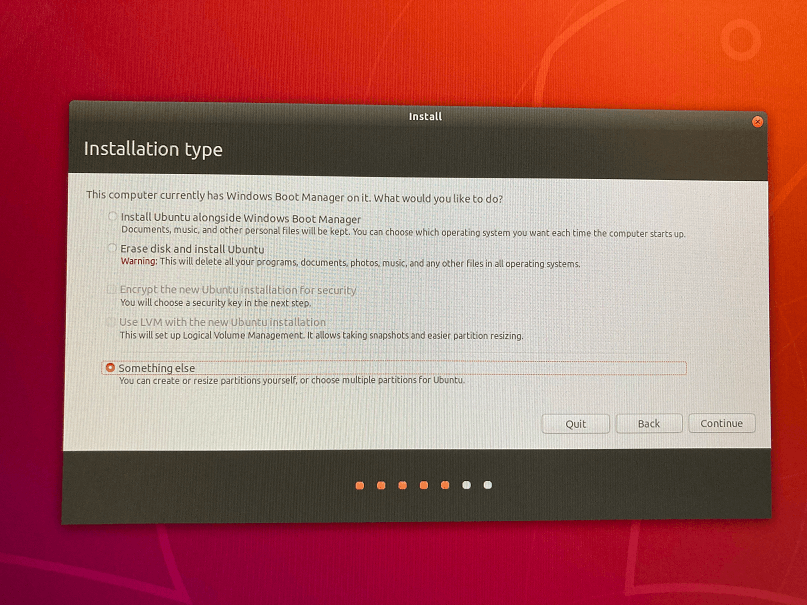 Install
Installation type
This computer currently has Windows Boot Manager on it. What would you like to do?
Install Ubuntu alongside Windows Boot Manager
Documents, music, and other personal files will be kept. You can choose which operating system you want each time the computer starts up.
Erase disk and install Ubuntu
Warning: This will delete all your programs, documents, photos, music, and any other files in all operating systems.
Encrypt the new Ubuntu installation for security
You will choose a security key in the next step.
Use LVM with the new Ubuntu installation
This will set up Logical Volume Management. It allows taking snapshots and easier partition resizing.
Something else
You can create or resize partitions yourself, or choose multiple partitions for Ubuntu.
Quit Back Continue